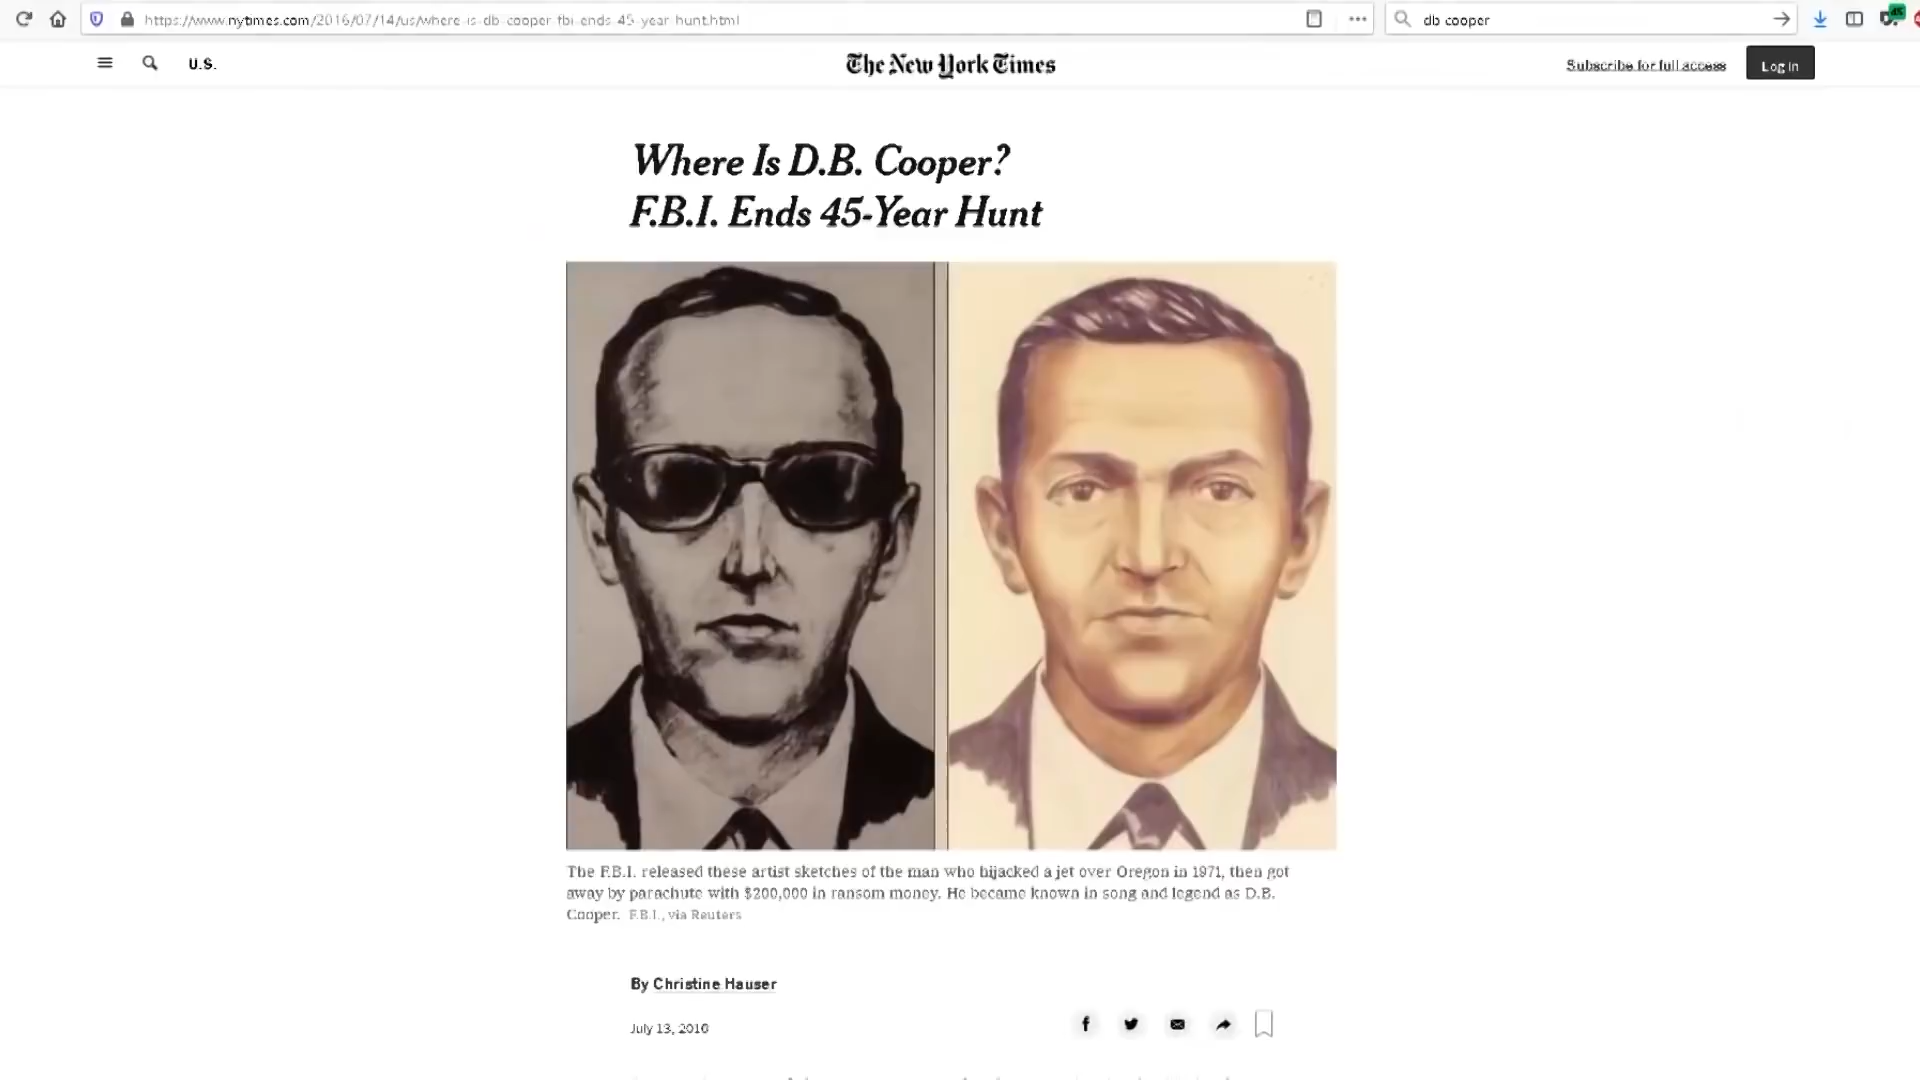 https://www.nytimes.com/2016/07/14/us/where-is-db-cooper-fbi-ends-45-year-hunt.html
db cooper
45
U.S.
The New York Times
Subscribe for full access
Log in
Where Is D.B. Cooper?
F.B.I. Ends 45-Year Hunt
The F.B.I. released these artist sketches of the man who hijacked a jet over Oregon in 1971, then got
away by parachute with $200,000 in ransom money. He became known in song and legend as D.B.
Cooper. F.B.I., via Reuters
By Christine Hauser
July 13, 2016